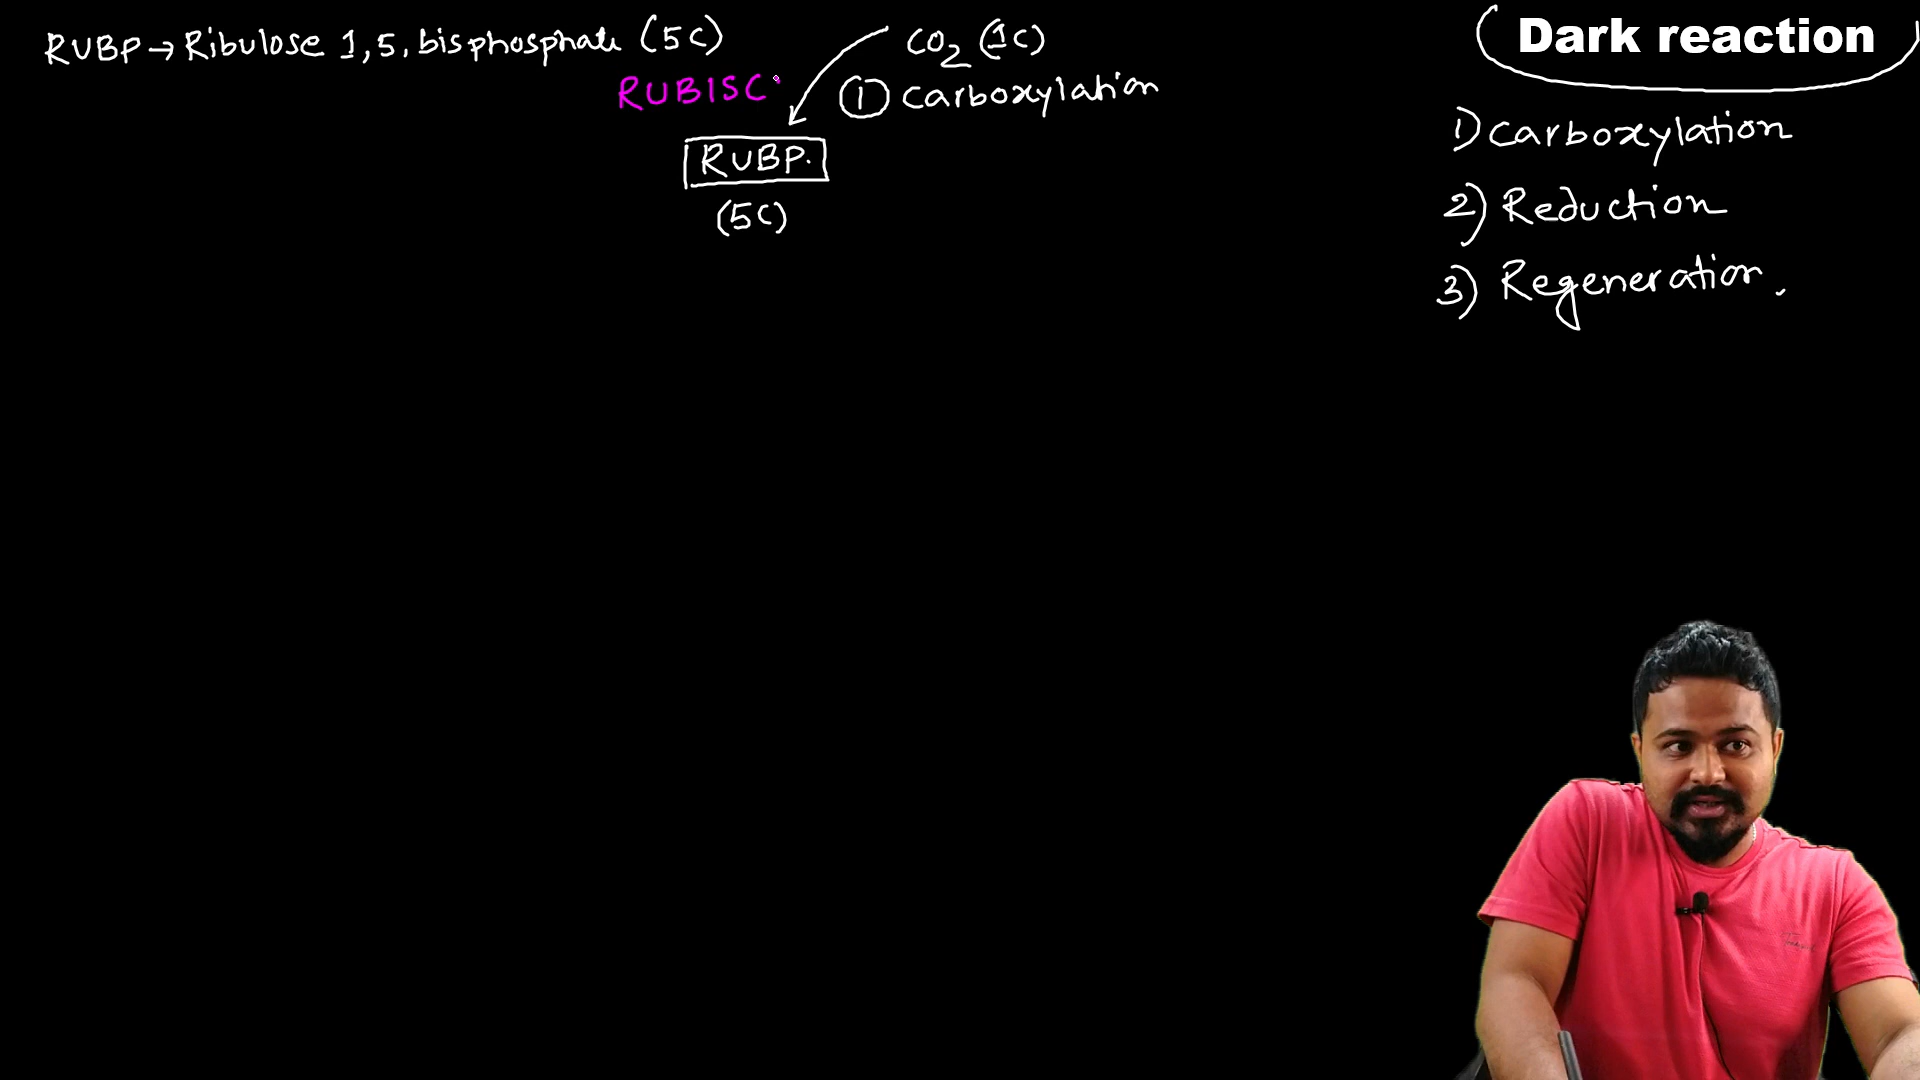 RUBP → Ribulose 1,5, bisphosphate (5C)
CO2 (1C)
RUBISC
① Carboxylation
RUBP.
(5C)
Dark reaction
1) Carboxylation
2) Reduction
3) Regeneration.